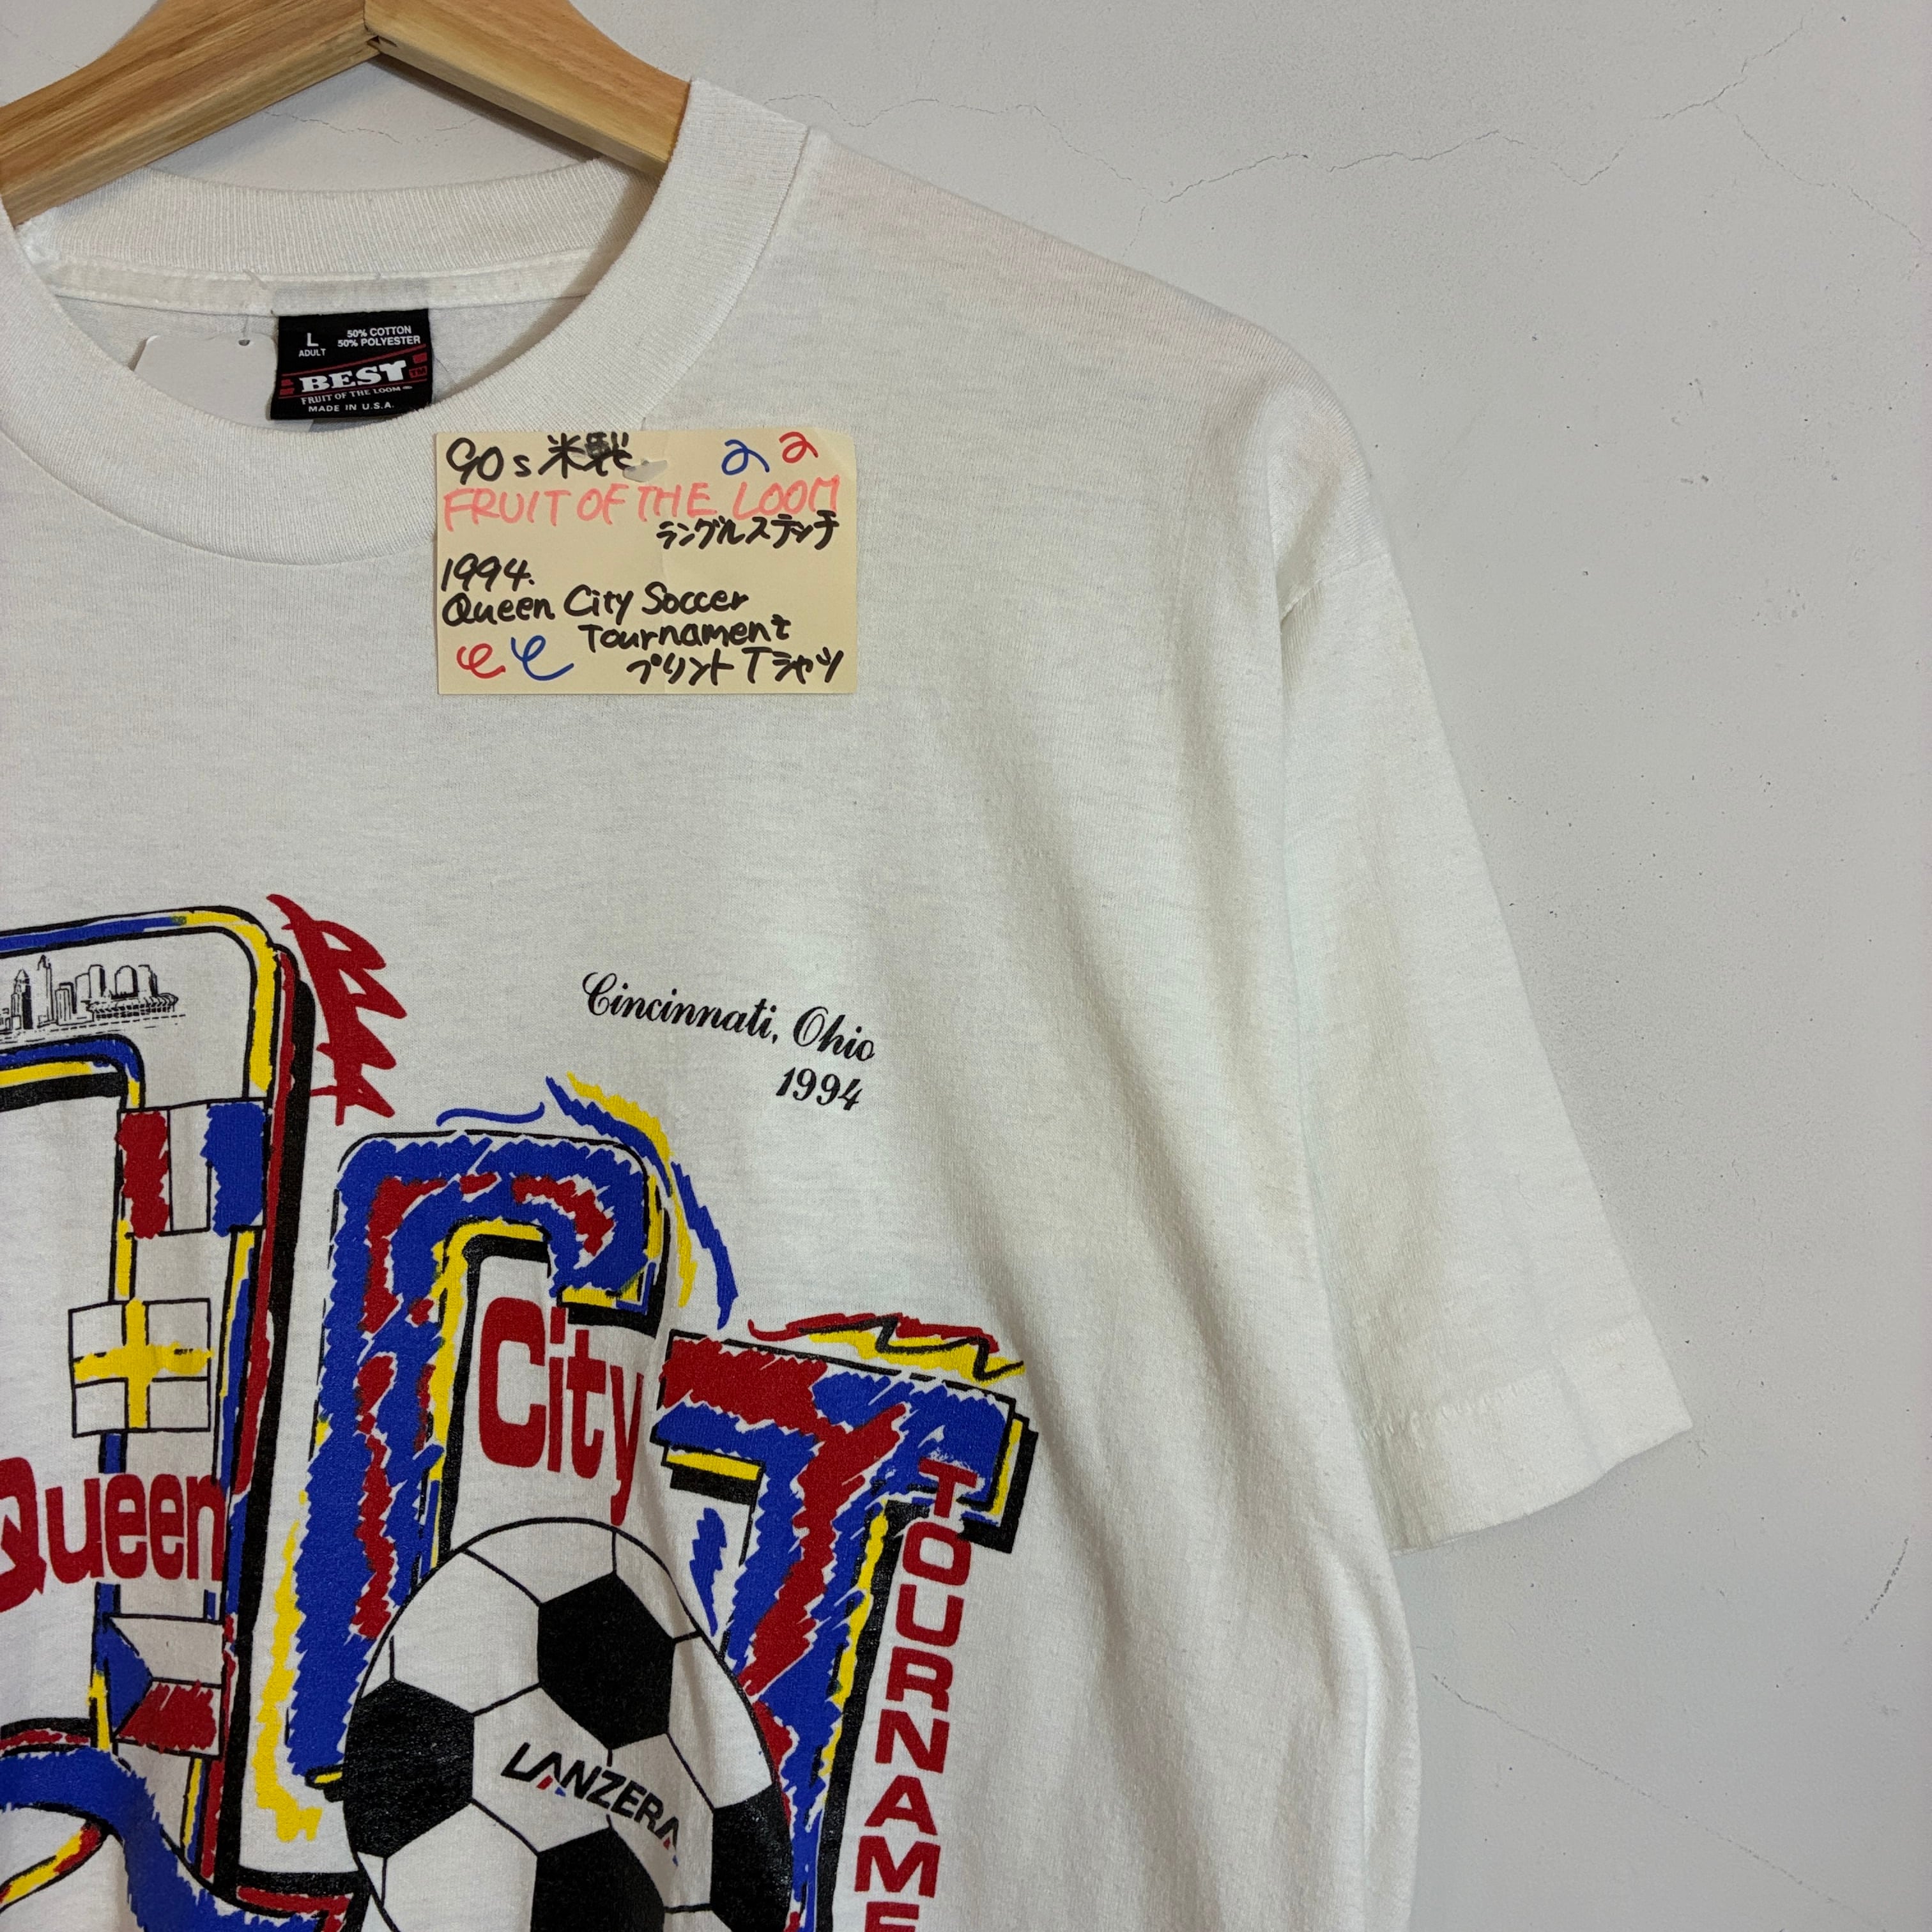 L
ADULT
50% COTTON
50% POLYESTER
BEST TM
FRUIT OF THE LOOM
MADE IN U.S.A.
90s 米製
FRUIT OF THE LOOM
ラングルステッチ
1994.
Queen City Soccer
Tournament
プリントTシャツ
Cincinnati, Ohio
1994
City
Queen
TOURNAME
LANZERA